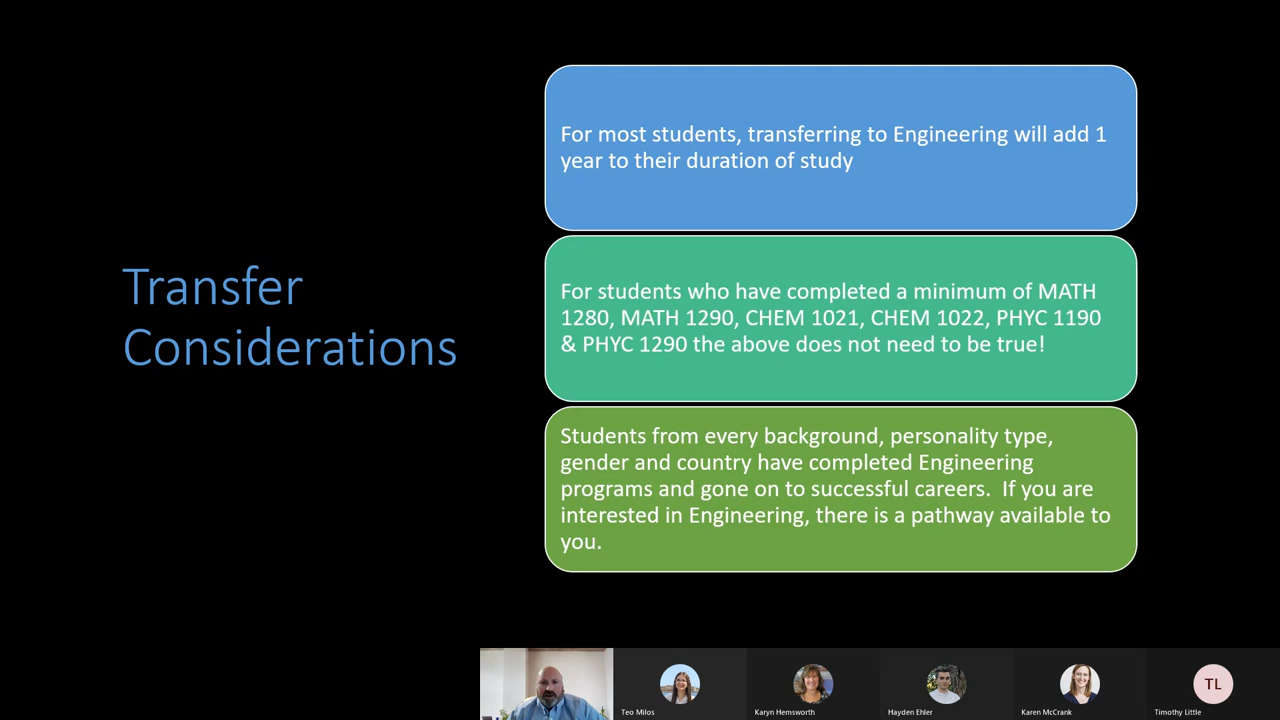 Transfer
Considerations
For most students, transferring to Engineering will add 1
year to their duration of study
For students who have completed a minimum of MATH
1280, MATH 1290, CHEM 1021, CHEM 1022, PHYC 1190
& PHYC 1290 the above does not need to be true!
Students from every background, personality type,
gender and country have completed Engineering
programs and gone on to successful careers.  If you are
interested in Engineering, there is a pathway available to
you.
Teo Milos
Karyn Hemsworth
Hayden Ehler
Karen McCrank
TL
Timothy Little